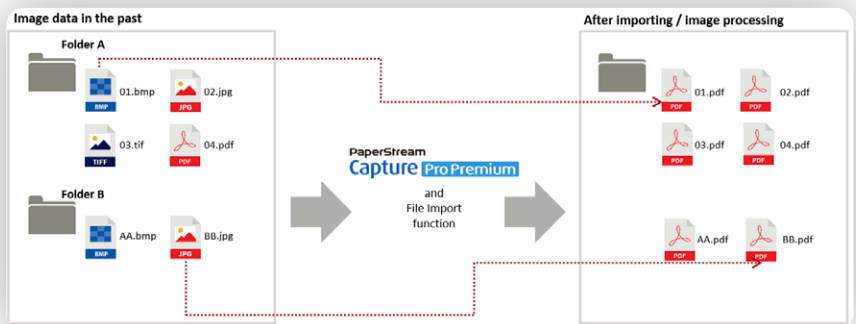 Image data in the past
After importing / image processing
Folder A
01.bmp
BMP
02.jpg
JPG
03.tif
TIFF
04.pdf
PDF
Folder B
AA.bmp
BMP
BB.jpg
JPG
PaperStream
Capture Pro Premium
and
File Import
function
01.pdf
PDF
02.pdf
PDF
03.pdf
PDF
04.pdf
PDF
AA.pdf
PDF
BB.pdf
PDF